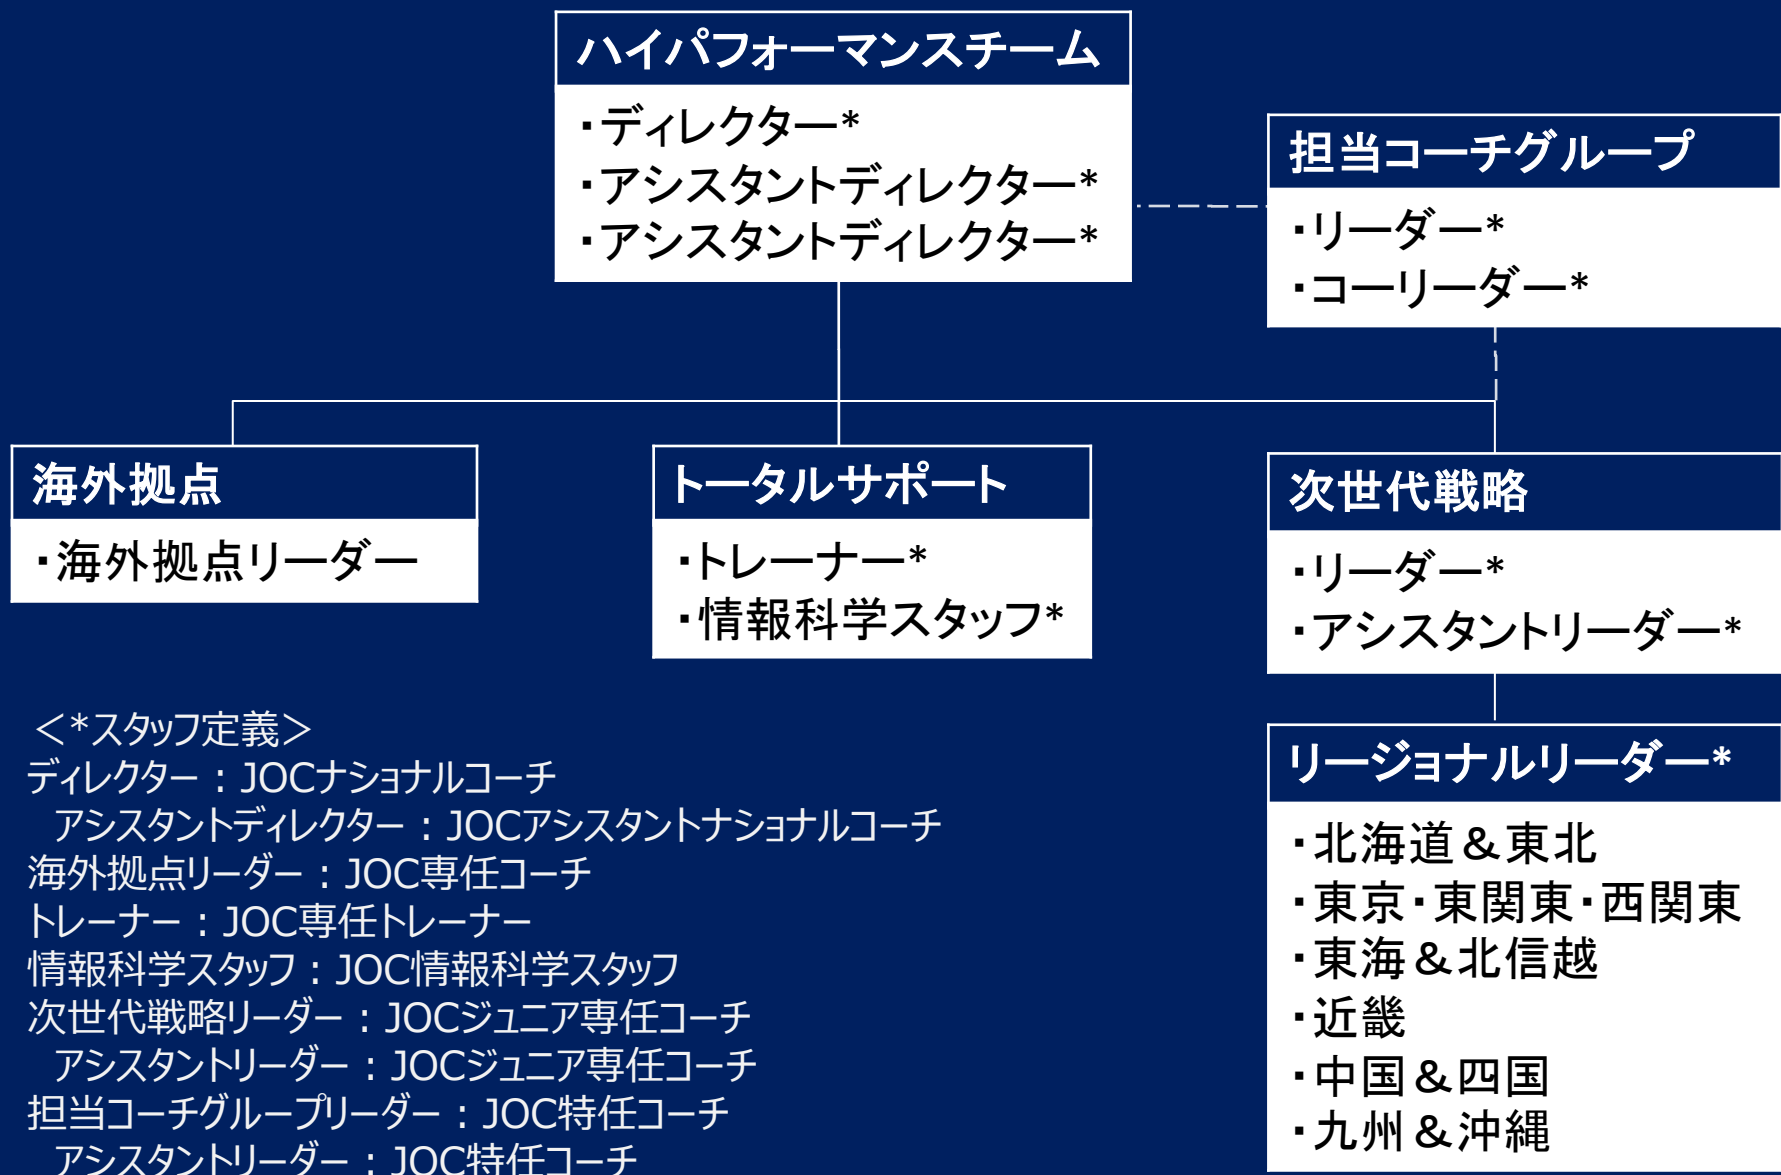 ハイパフォーマンスチーム
・ディレクター*
・アシスタントディレクター*
・アシスタントディレクター*
担当コーチグループ
・リーダー*
・コーリーダー*
海外拠点
・海外拠点リーダー
トータルサポート
・トレーナー*
・情報科学スタッフ*
次世代戦略
・リーダー*
・アシスタントリーダー*
リージョナルリーダー*
・北海道＆東北
・東京・東関東・西関東
・東海＆北信越
・近畿
・中国＆四国
・九州＆沖縄
＜*スタッフ定義＞
ディレクター：JOCナショナルコーチ
アシスタントディレクター：JOCアシスタントナショナルコーチ
海外拠点リーダー：JOC専任コーチ
トレーナー：JOC専任トレーナー
情報科学スタッフ：JOC情報科学スタッフ
次世代戦略リーダー：JOCジュニア専任コーチ
アシスタントリーダー：JOCジュニア専任コーチ
担当コーチグループリーダー：JOC特任コーチ
アシスタントリーダー：JOC特任コーチ